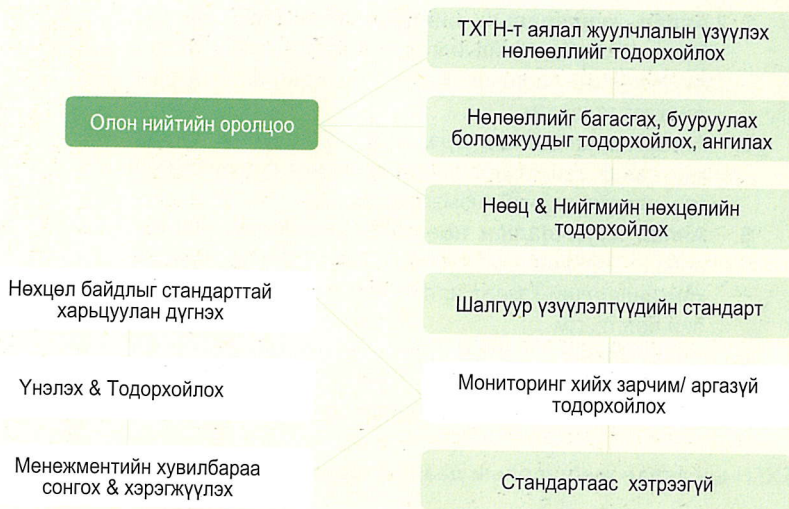 ТХГН-т аялал жуулчлалын үзүүлэх
нөлөөллийг тодорхойлох
Олон нийтийн оролцоо
Нөлөөллийг багасгах, бууруулах
боломжуудыг тодорхойлох, ангилах
Нөөц & Нийгмийн нөхцөлийн
тодорхойлох
Нөхцөл байдлыг стандарттай
харьцуулан дүгнэх
Шалгуур үзүүлэлтүүдийн стандарт
Үнэлэх & Тодорхойлох
Мониторинг хийх зарчим/ аргазүй
тодорхойлох
Менежментийн хувилбараа
сонгох & хэрэгжүүлэх
Стандартаас хэтрээгүй